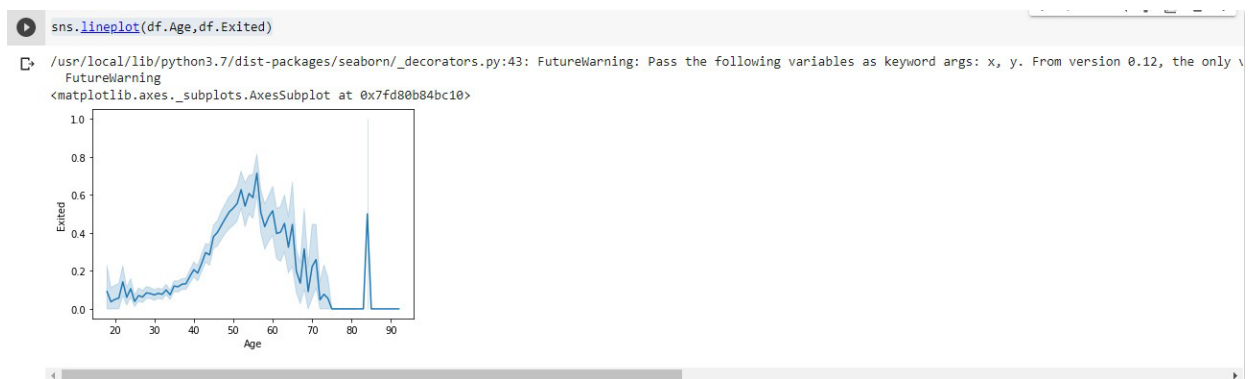 sns.lineplot(df.Age,df.Exited)
/usr/local/lib/python3.7/dist-packages/seaborn/_decorators.py:43: FutureWarning: Pass the following variables as keyword args: x, y. From version 0.12, the only
FutureWarning
<matplotlib.axes._subplots.AxesSubplot at 0x7fd80b84bc10>
1.0
0.8
0.6
0.4
0.2
0.0
Exited
20 30 40 50 60 70 80 90
Age